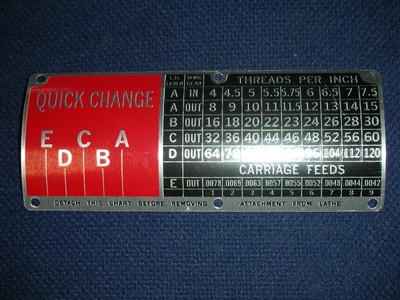 QUICK CHANGE
E C A
D B
L.H. THREADS PER INCH
LEVER GEAR
A IN 4 4.5 5 5.5 5.75 6 6.5 7 7.5
A OUT 8 9 10 11 11.5 12 13 14 15
B OUT 16 18 20 22 23 24 26 28 30
C OUT 32 36 40 44 46 48 52 56 60
D OUT 64 104 112 120
CARRIAGE FEEDS
E OUT .0078 .0069 .0063 .0057 .0055 .0052 .0048 .0044 .0042
1 2 3 4 5 6 7 8 9
DETACH THIS CHART BEFORE REMOVING ATTACHMENT FROM LATHE